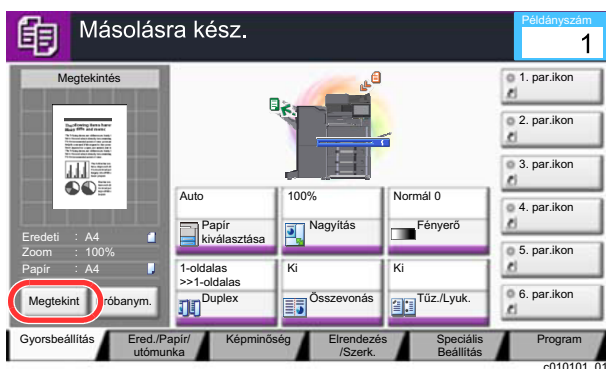 Másolásra kész.
Példányszám
1
Megtekintés
Eredeti : A4
Zoom : 100%
Papír : A4
Megtekint
róbanym.
Auto
Papír
kiválasztása
100%
Nagyítás
Normál 0
Fényerő
1-oldalas
>>1-oldalas
Duplex
Ki
Összevonás
Ki
Tűz./Lyuk.
1. par.ikon
2. par.ikon
3. par.ikon
4. par.ikon
5. par.ikon
6. par.ikon
Gyorsbeállítás
Ered./Papír/
utómunka
Képminőség
Elrendezés
/Szerk.
Speciális
Beállítás
Program
c010101_01